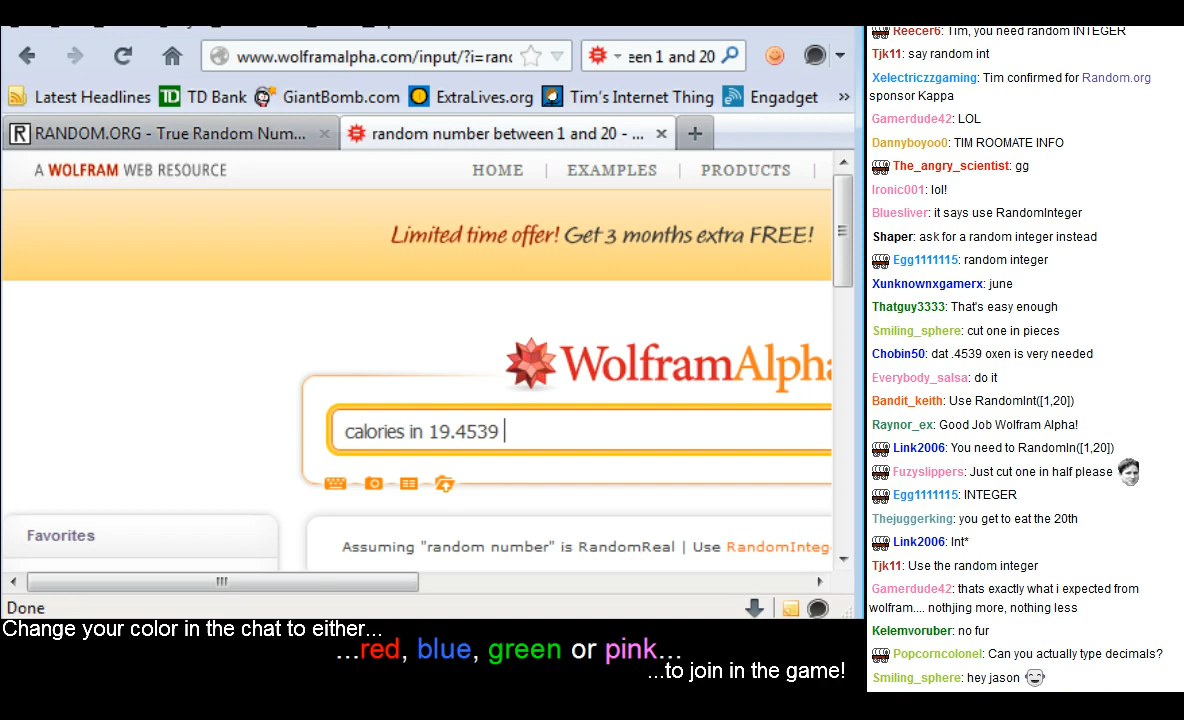 www.wolframalpha.com/input/?i=ranc
een 1 and 20
Latest Headlines
TD
TD Bank
GiantBomb.com
ExtraLives.org
Tim's Internet Thing
Engadget
»
R
RANDOM.ORG - True Random Num...
random number between 1 and 20 - ...
A WOLFRAM WEB RESOURCE
HOME | EXAMPLES | PRODUCTS |
Limited time offer! Get 3 months extra FREE!
WolframAlpha
calories in 19.4539
Favorites
Assuming "random number" is RandomReal | Use RandomInteg
Done
Change your color in the chat to either...
...red, blue, green or pink...
...to join in the game!
Reecer6: Tim, you need random INTEGER
Tjk11: say random int
Xelectriczzgaming: Tim confirmed for Random.org
sponsor Kappa
Gamerdude42: LOL
Dannyboyoo0: TIM ROOMATE INFO
The_angry_scientist: gg
Ironic001: lol!
Bluesliver: it says use RandomInteger
Shaper: ask for a random integer instead
Egg1111115: random integer
Xunknownxgamerx: june
Thatguy3333: That's easy enough
Smiling_sphere: cut one in pieces
Chobin50: dat .4539 oxen is very needed
Everybody_salsa: do it
Bandit_keith: Use RandomInt([1,20])
Raynor_ex: Good Job Wolfram Alpha!
Link2006: You need to RandomIn([1,20])
Fuzyslippers: Just cut one in half please
Egg1111115: INTEGER
Thejuggerking: you get to eat the 20th
Link2006: Int*
Tjk11: Use the random integer
Gamerdude42: thats exactly what i expected from
wolfram.... nothjing more, nothing less
Kelemvoruber: no fur
Popcorncolonel: Can you actually type decimals?
Smiling_sphere: hey jason